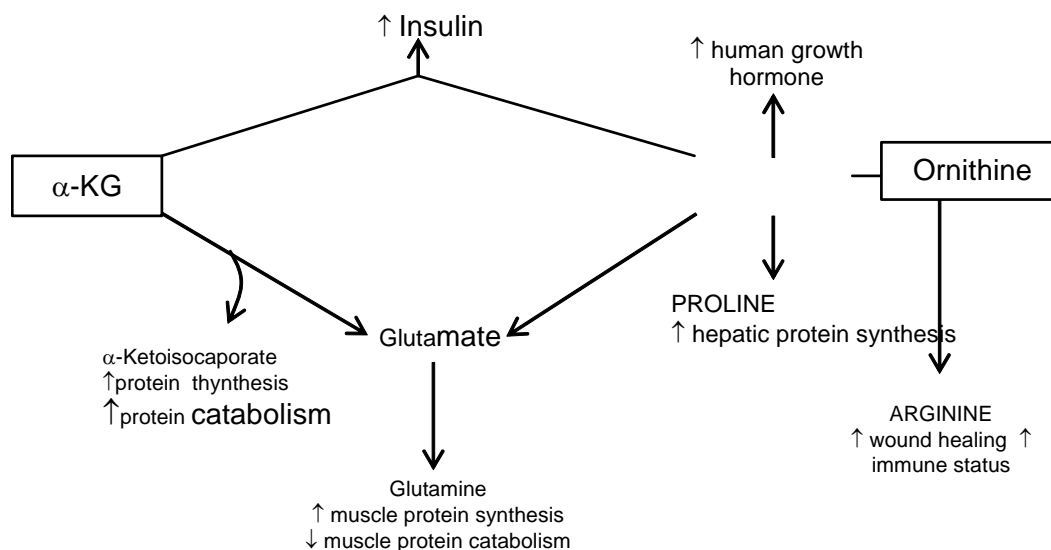 ↑ Insulin
↑ human growth
hormone
α-KG
Ornithine
PROLINE
↑ hepatic protein synthesis
Glutamate
α-Ketoisocaporate
↑protein thynthesis
↑protein catabolism
ARGININE
↑ wound healing ↑
immune status
Glutamine
↑ muscle protein synthesis
↓ muscle protein catabolism